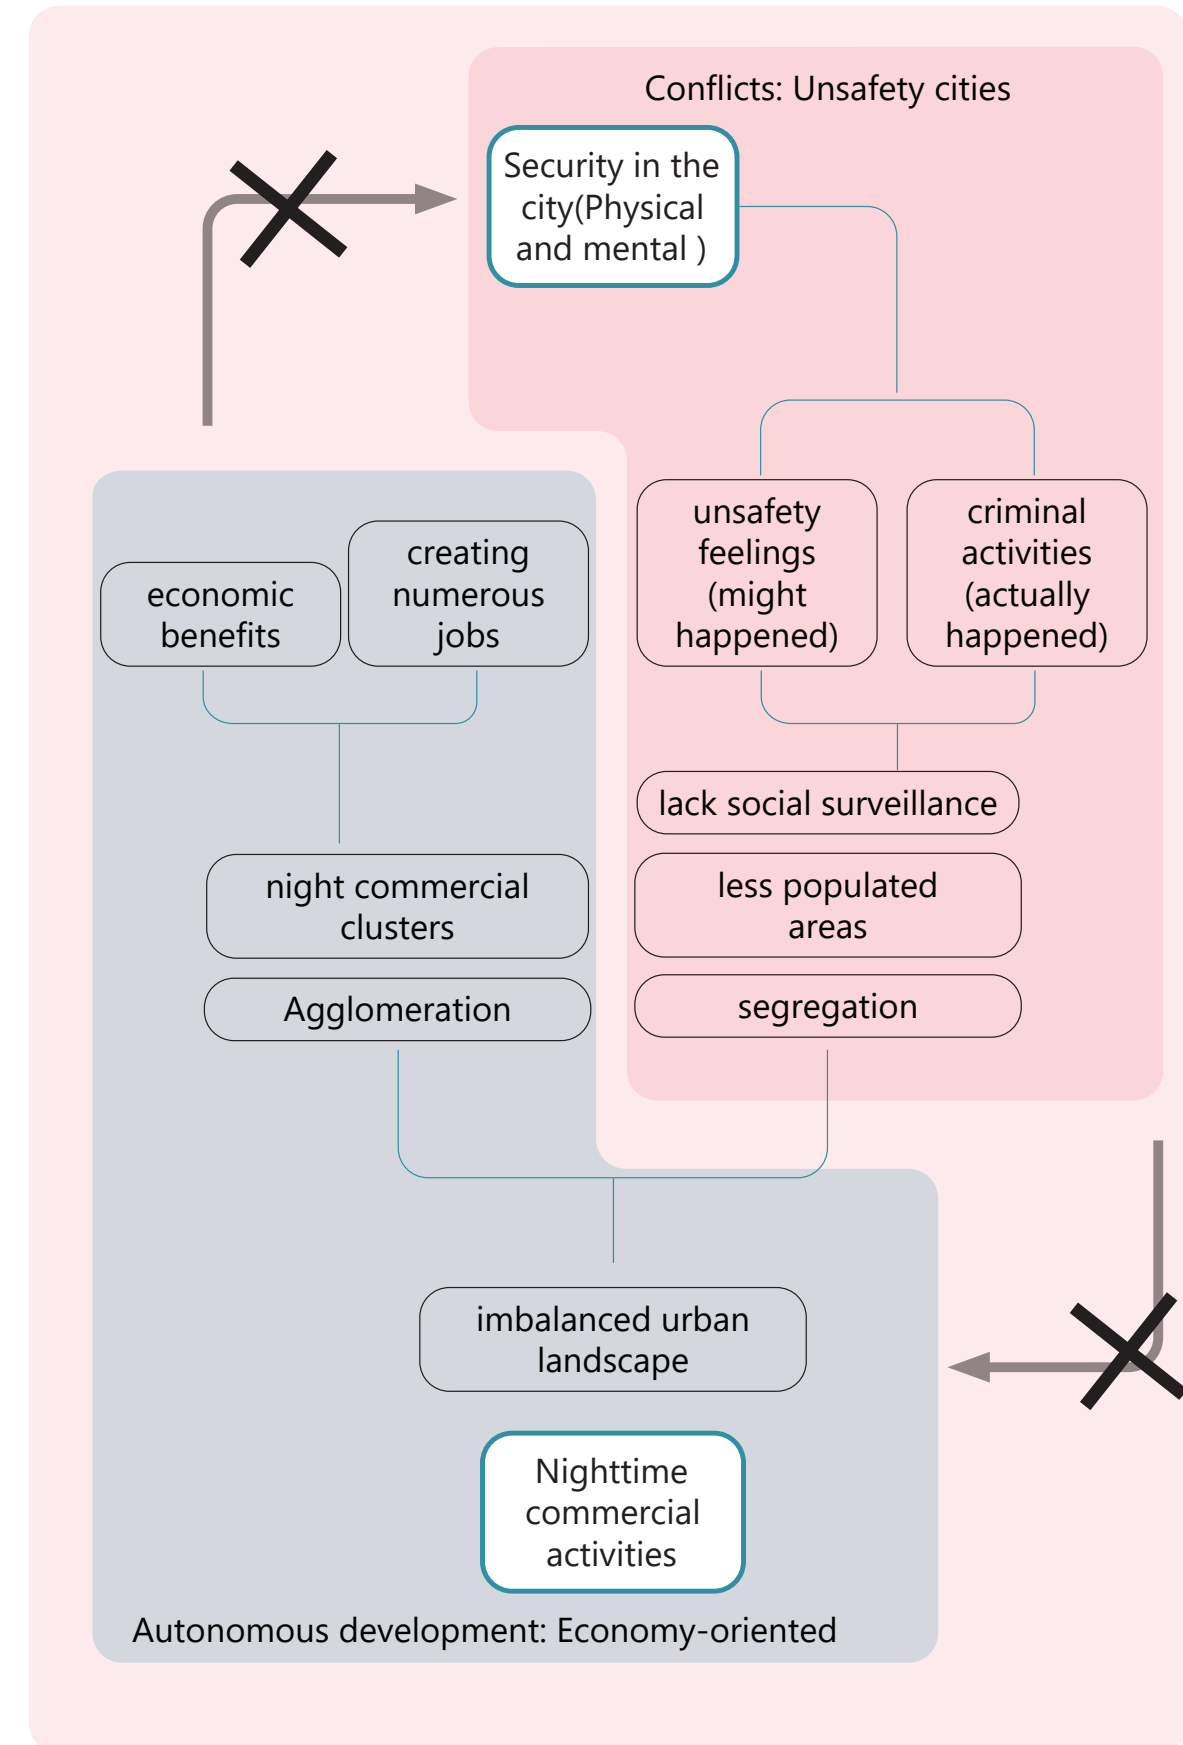 Conflicts: Unsafety cities
Security in the
city(Physical
and mental )
unsafety
feelings
(might
happened)
criminal
activities
(actually
happened)
economic
benefits
creating
numerous
jobs
lack social surveillance
less populated
areas
segregation
night commercial
clusters
Agglomeration
imbalanced urban
landscape
Nighttime
commercial
activities
Autonomous development: Economy-oriented